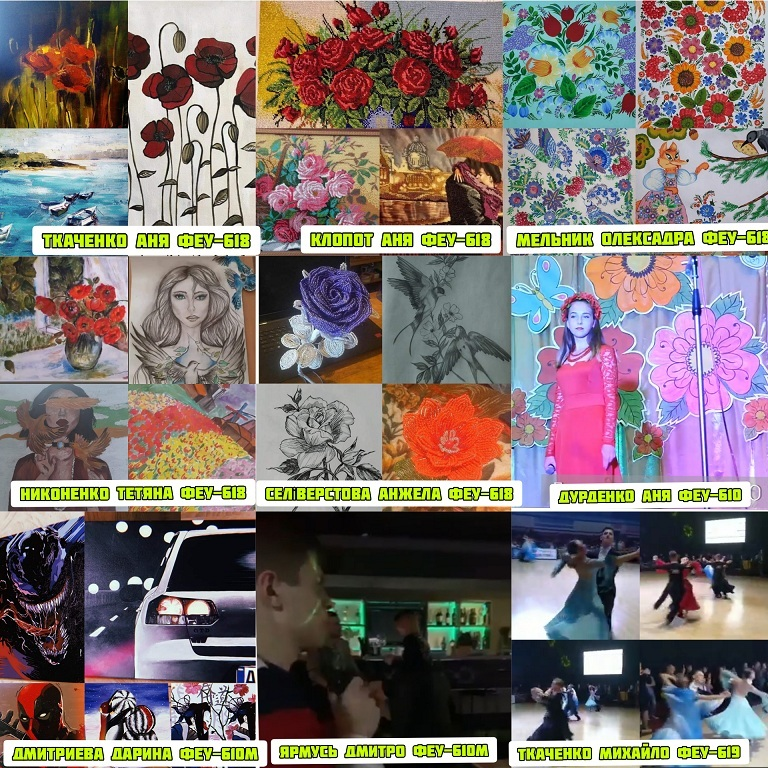 ТКАЧЕНКО АНЯ ФЕУ-618
КЛОПОТ АНЯ ФЕУ-618
МЕЛЬНИК ОЛЕКСАДРА ФЕУ-618
НИКОНЕНКО ТЕТЯНА ФЕУ-618
СЕЛІВЕРСТОВА АНЖЕЛА ФЕУ-618
ДУРДЕНКО АНЯ ФЕУ-610
ДМИТРИЕВА ДАРИНА ФЕУ-610М
ЯРМУСЬ ДМИТРО ФЕУ-610М
ТКАЧЕНКО МИХАЙЛО ФЕУ-619